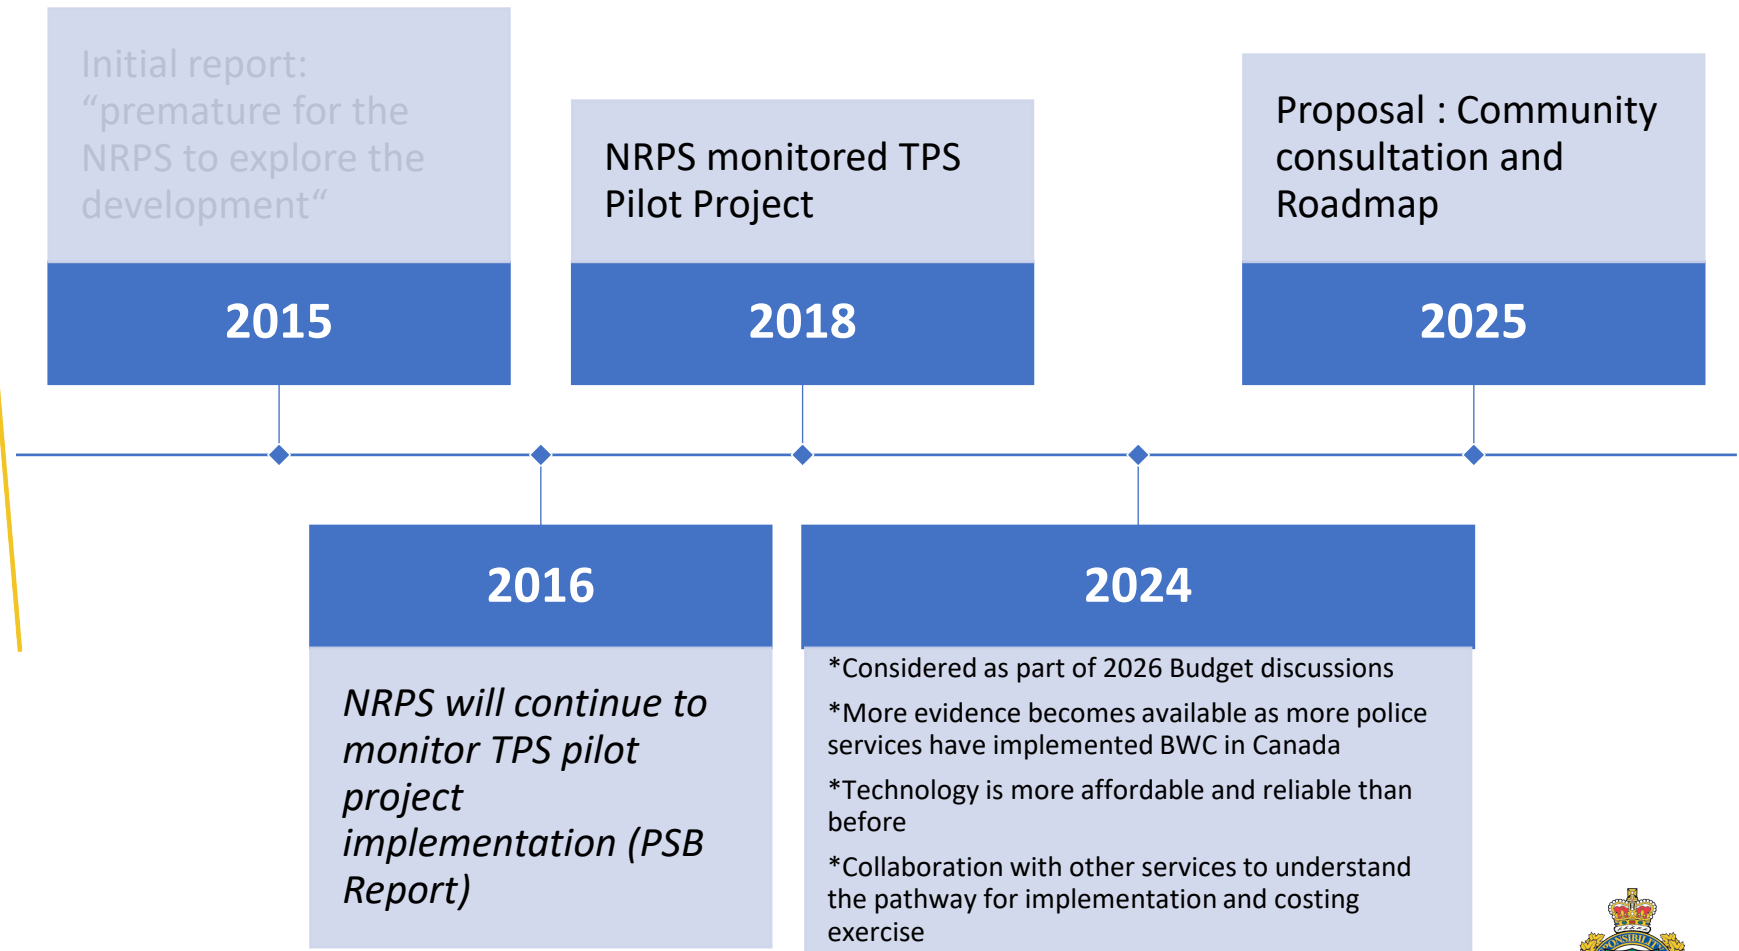 Initial report:
“premature for the
NRPS to explore the
development“
2015
NRPS monitored TPS
Pilot Project
2018
Proposal : Community
consultation and
Roadmap
2025
2016
NRPS will continue to
monitor TPS pilot
project
implementation (PSB
Report)
2024
*Considered as part of 2026 Budget discussions
*More evidence becomes available as more police
services have implemented BWC in Canada
*Technology is more affordable and reliable than
before
*Collaboration with other services to understand
the pathway for implementation and costing
exercise